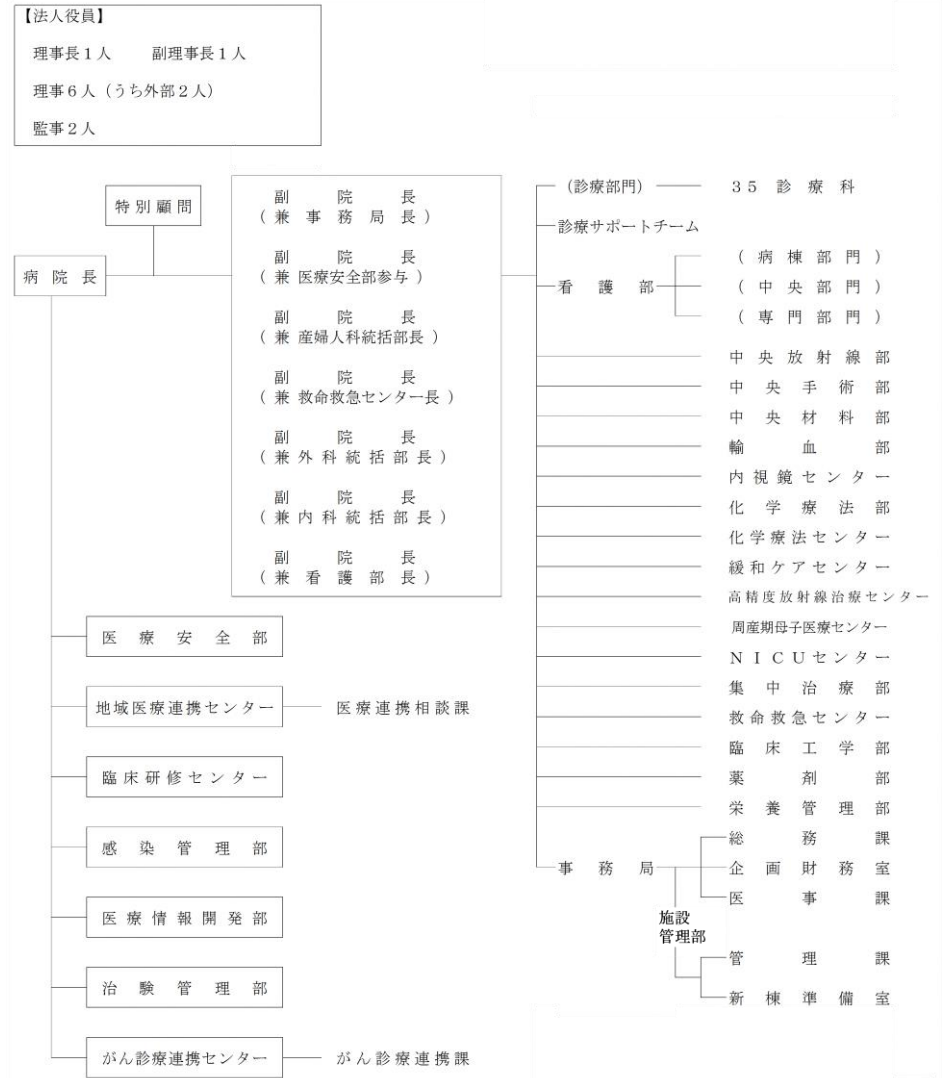 【法人役員】
理事長1人　副理事長1人
理事6人（うち外部2人）
監事2人
特別顧問
病院長
副院長
（兼事務局長）
副院長
（兼 医療安全部参与）
副院長
（兼 産婦人科統括部長）
副院長
（兼 救命救急センター長）
副院長
（兼外科統括部長）
副院長
（兼内科統括部長）
副院長
（兼看護部長）
医療安全部
地域医療連携センター　医療連携相談課
臨床研修センター
感染管理部
医療情報開発部
治験管理部
がん診療連携センター　がん診療連携課
（診療部門）　35診療科
診療サポートチーム
看護部
（病棟部門）
（中央部門）
（専門部門）
中央放射線部
中央手術部
中央材料部
輸血部
内視鏡センター
化学療法部
化学療法センター
緩和ケアセンター
高精度放射線治療センター
周産期母子医療センター
NICUセンター
集中治療部
救命救急センター
臨床工学部
薬剤部
栄養管理部
事務局
総務課
企画財務室
医事課
施設
管理部
管理課
新棟準備室